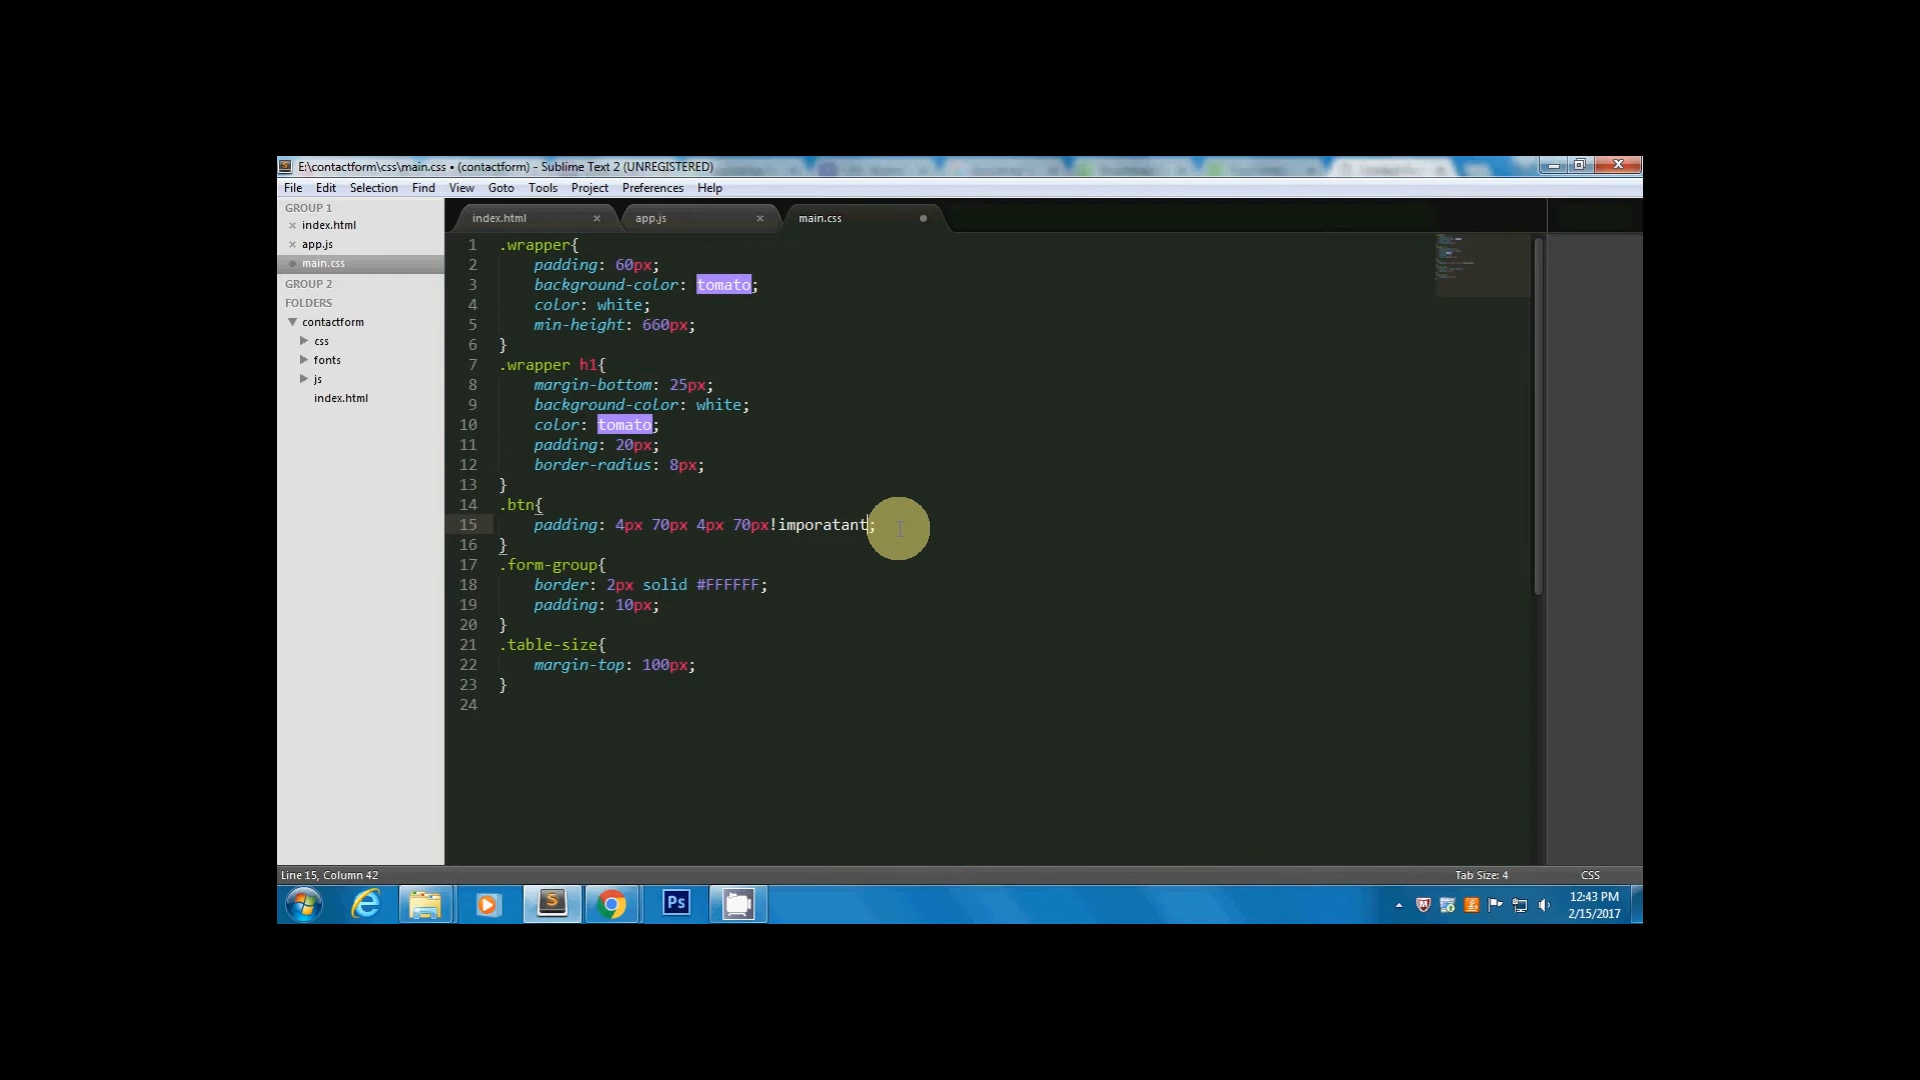 E:\contactform\css\main.css • (contactform) - Sublime Text 2 (UNREGISTERED)
File Edit Selection Find View Goto Tools Project Preferences Help
GROUP 1
index.html
app.js
main.css
GROUP 2
FOLDERS
contactform
css
fonts
js
index.html
index.html app.js main.css
1 .wrapper{
2 padding: 60px;
3 background-color: tomato;
4 color: white;
5 min-height: 660px;
6 }
7 .wrapper h1{
8 margin-bottom: 25px;
9 background-color: white;
10 color: tomato;
11 padding: 20px;
12 border-radius: 8px;
13 }
14 .btn{
15 padding: 4px 70px 4px 70px!imporatant;
16 }
17 .form-group{
18 border: 2px solid #FFFFFF;
19 padding: 10px;
20 }
21 .table-size{
22 margin-top: 100px;
23 }
24
Line 15, Column 42 Tab Size: 4 CSS
Ps
12:43 PM
2/15/2017